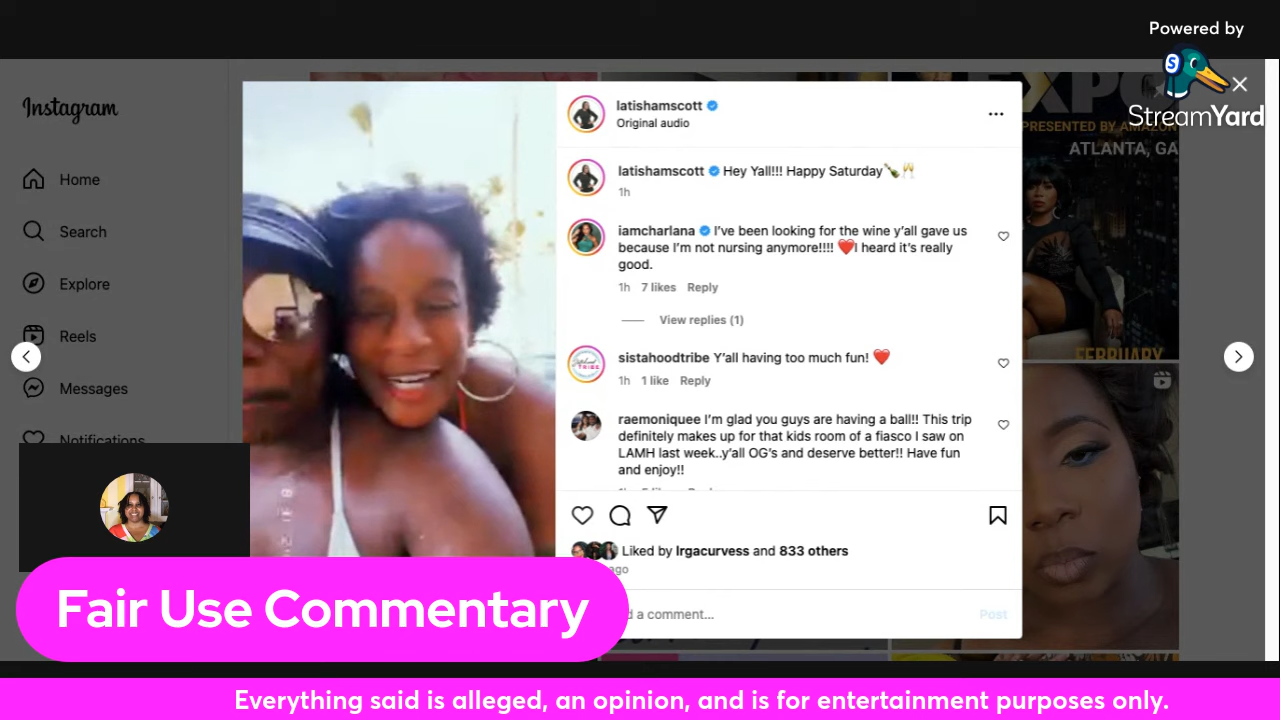 Powered by
StreamYard
Instagram
Home
Search
Explore
Reels
Messages
Notifications
latishamscott
Original audio
latishamscott Hey Yall!!! Happy Saturday🍾🥂
1h
iamcharlana I've been looking for the wine y'all gave us
because I'm not nursing anymore!!!! ❤️I heard it's really
good.
1h 7 likes Reply
View replies (1)
sistahoodtribe Y'all having too much fun! ❤️
1h 1 like Reply
raemoniquee I'm glad you guys are having a ball!! This trip
definitely makes up for that kids room of a fiasco I saw on
LAMH last week..y'all OG's and deserve better!! Have fun
and enjoy!!
Liked by lrgacurvess and 833 others
ago
a comment...
Post
EXPO
PRESENTED BY AMAZON
ATLANTA, GA
FEBRUARY
Fair Use Commentary
Everything said is alleged, an opinion, and is for entertainment purposes only.